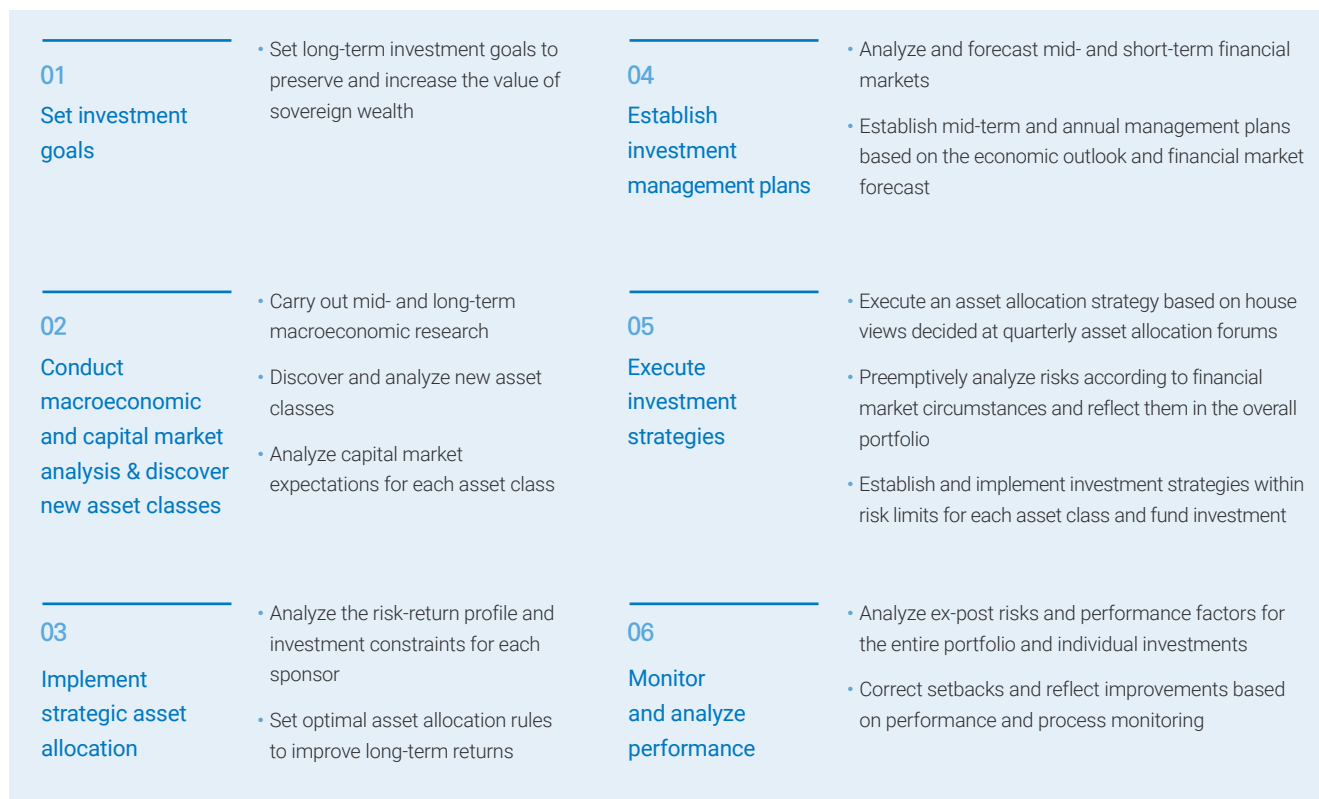 01
Set investment
goals
• Set long-term investment goals to
preserve and increase the value of
sovereign wealth
02
Conduct
macroeconomic
and capital market
analysis & discover
new asset classes
• Carry out mid- and long-term
macroeconomic research
• Discover and analyze new asset
classes
• Analyze capital market
expectations for each asset class
03
Implement
strategic asset
allocation
• Analyze the risk-return profile and
investment constraints for each
sponsor
• Set optimal asset allocation rules
to improve long-term returns
04
Establish
investment
management plans
• Analyze and forecast mid- and short-term financial
markets
• Establish mid-term and annual management plans
based on the economic outlook and financial market
forecast
05
Execute
investment
strategies
• Execute an asset allocation strategy based on house
views decided at quarterly asset allocation forums
• Preemptively analyze risks according to financial
market circumstances and reflect them in the overall
portfolio
• Establish and implement investment strategies within
risk limits for each asset class and fund investment
06
Monitor
and analyze
performance
• Analyze ex-post risks and performance factors for
the entire portfolio and individual investments
• Correct setbacks and reflect improvements based
on performance and process monitoring